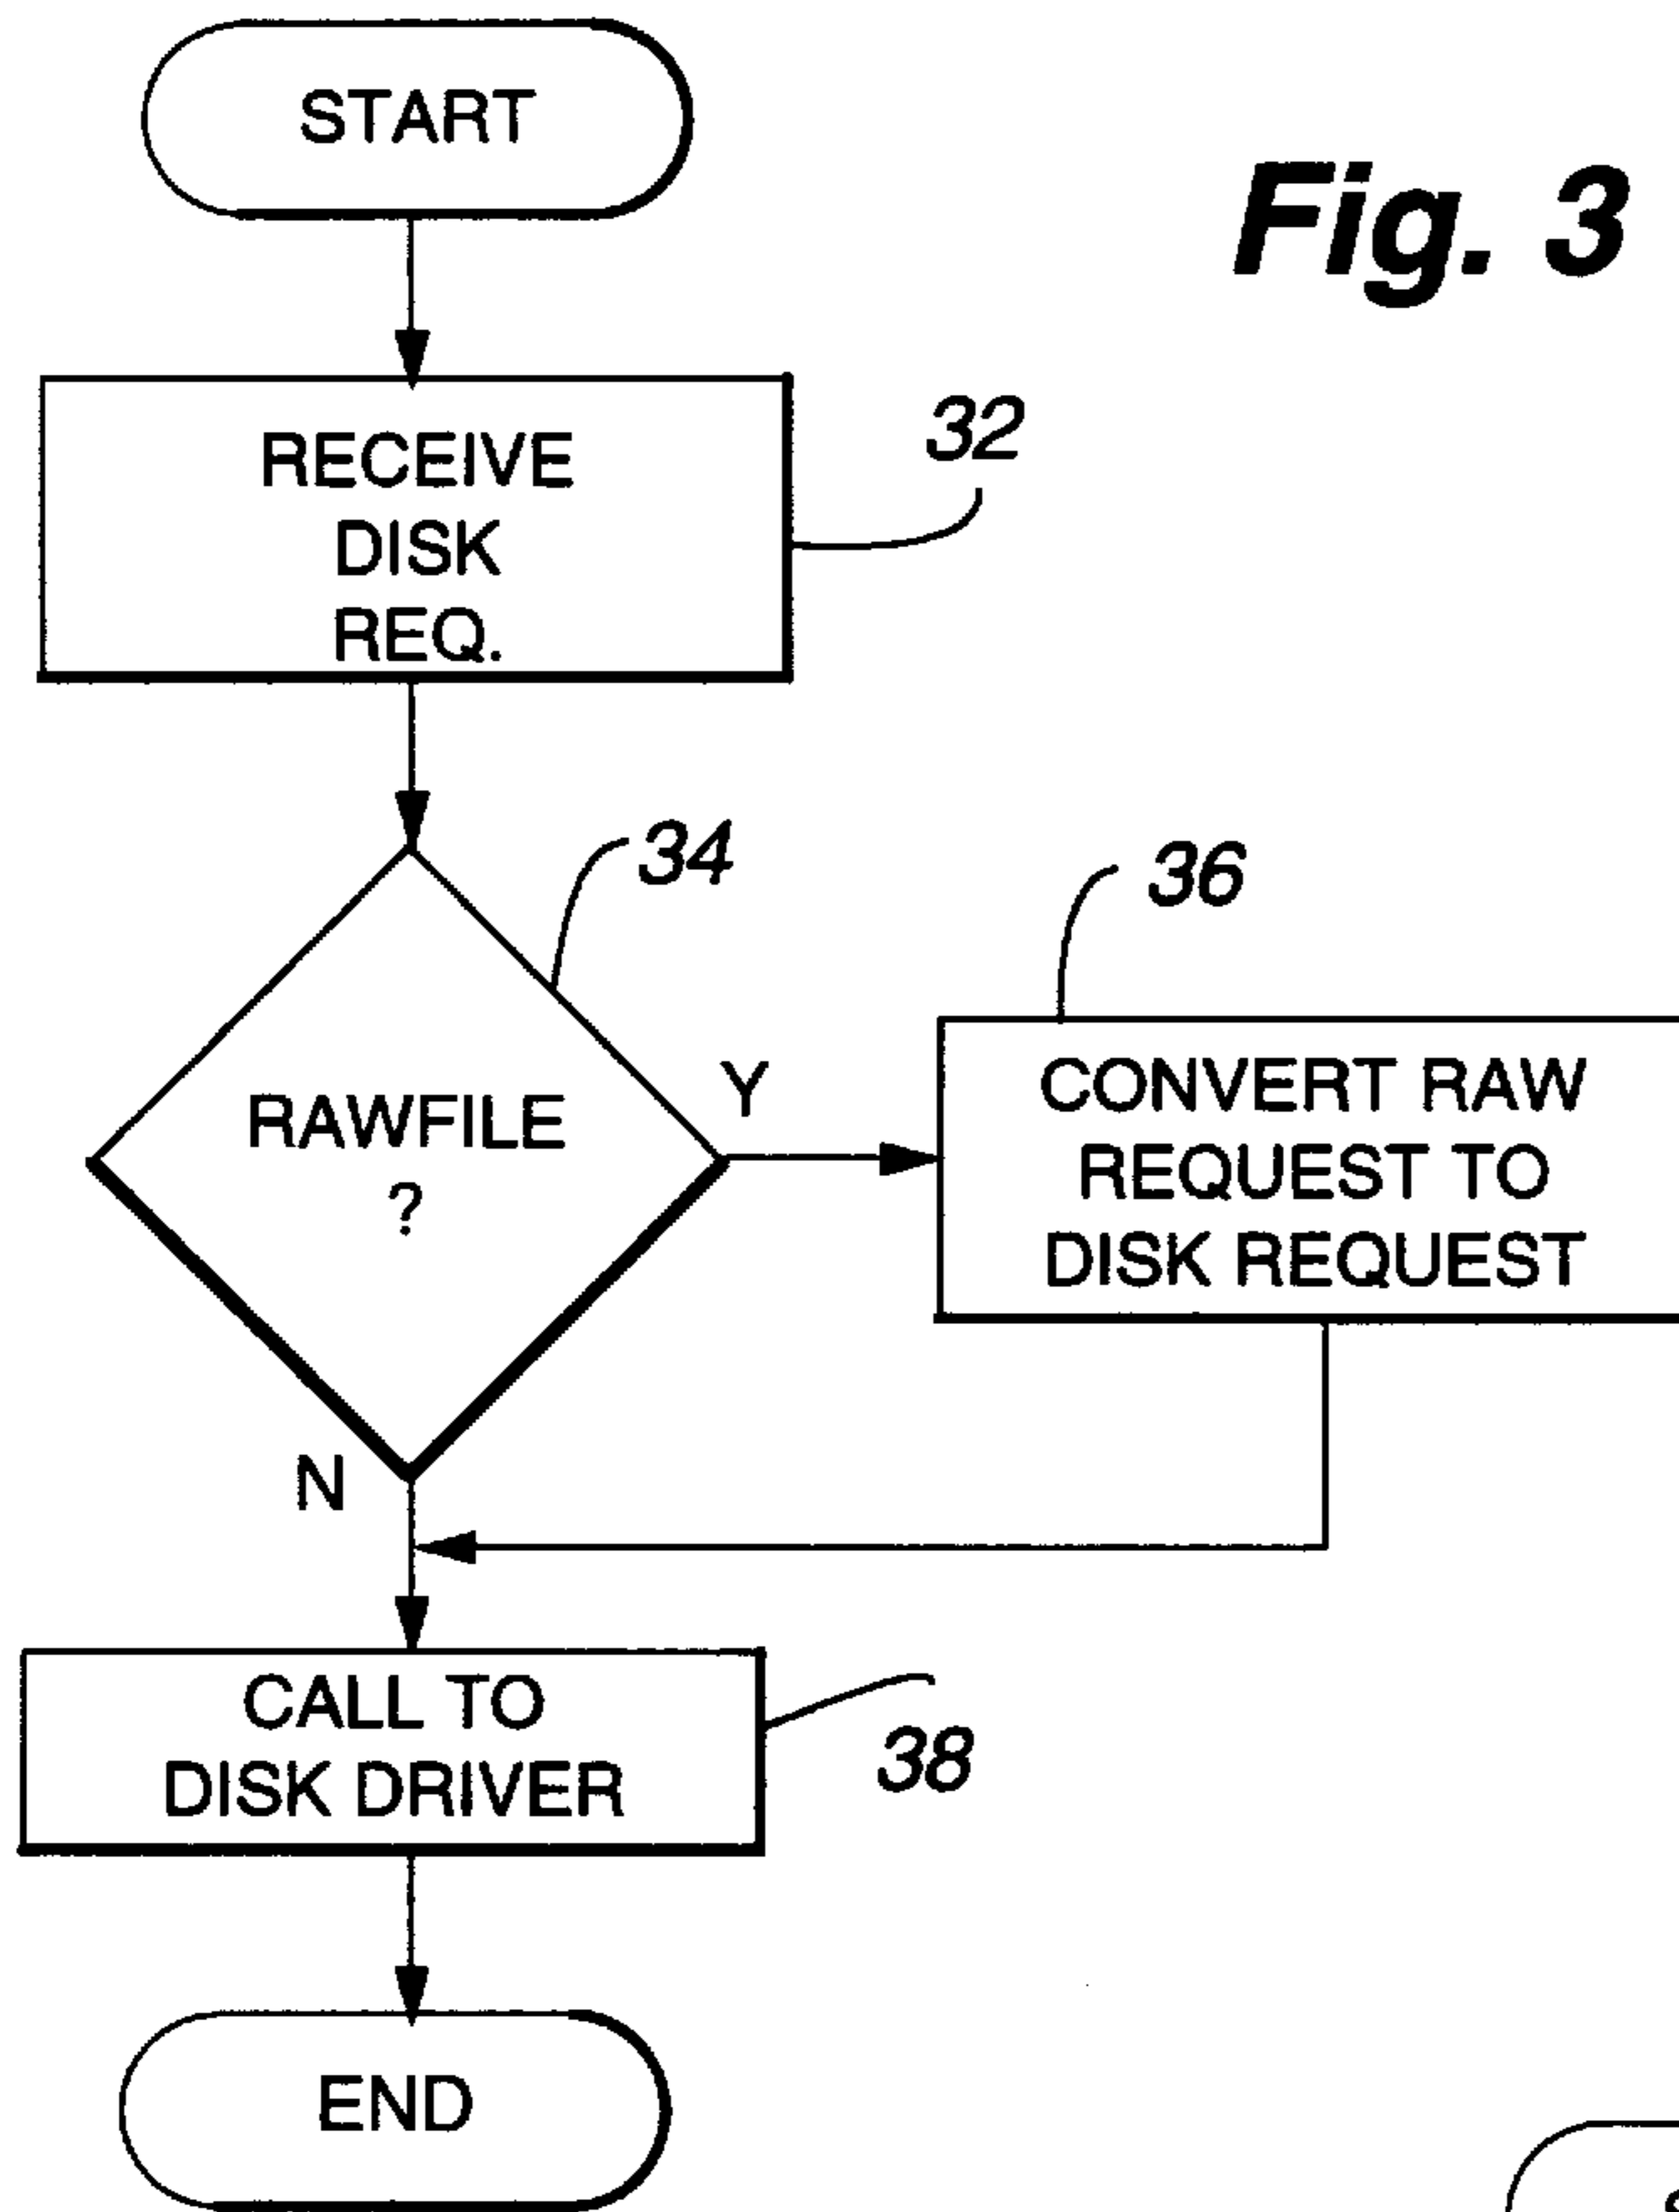 START
Fig. 3
RECEIVE
DISK
REQ.
32
34
36
RAWFILE
?
Y
CONVERT RAW
REQUEST TO
DISK REQUEST
N
CALL TO
DISK DRIVER
38
END